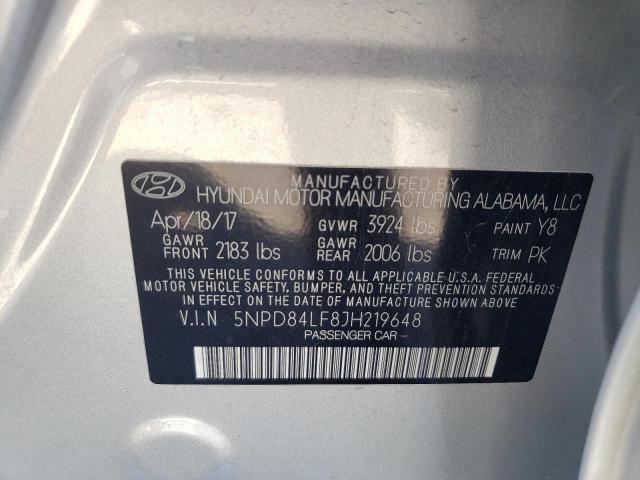 MANUFACTURED BY
HYUNDAI MOTOR MANUFACTURING ALABAMA, LLC
Apr/18/17 GVWR 3924 lbs PAINT Y8
GAWR FRONT 2183 lbs GAWR REAR 2006 lbs TRIM PK
THIS VEHICLE CONFORMS TO ALL APPLICABLE U.S.A. FEDERAL
MOTOR VEHICLE SAFETY, BUMPER, AND THEFT PREVENTION STANDARDS
IN EFFECT ON THE DATE OF MANUFACTURE SHOWN ABOVE
V.I.N 5NPD84LF8JH219648
PASSENGER CAR